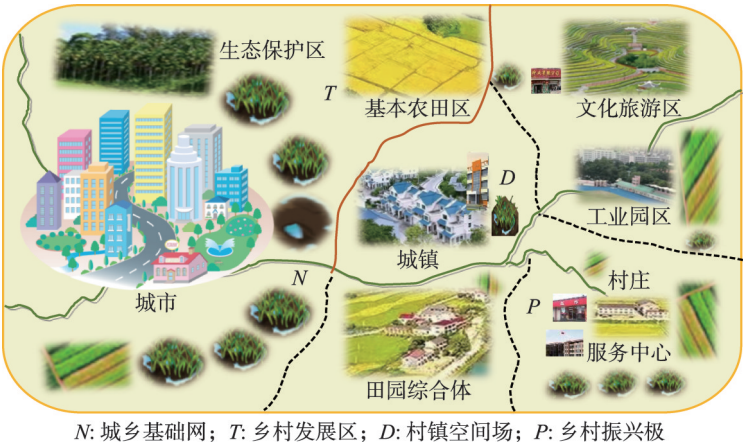 生态保护区
T
基本农田区
文化旅游区
D
工业园区
城镇
N
城市
村庄
P
服务中心
田园综合体
N: 城乡基础网；T: 乡村发展区；D: 村镇空间场；P: 乡村振兴极